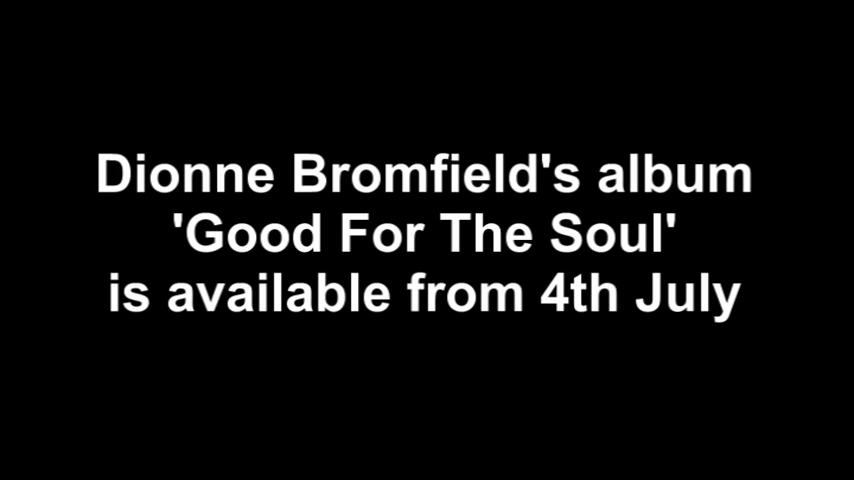 Dionne Bromfield's album
'Good For The Soul'
is available from 4th July